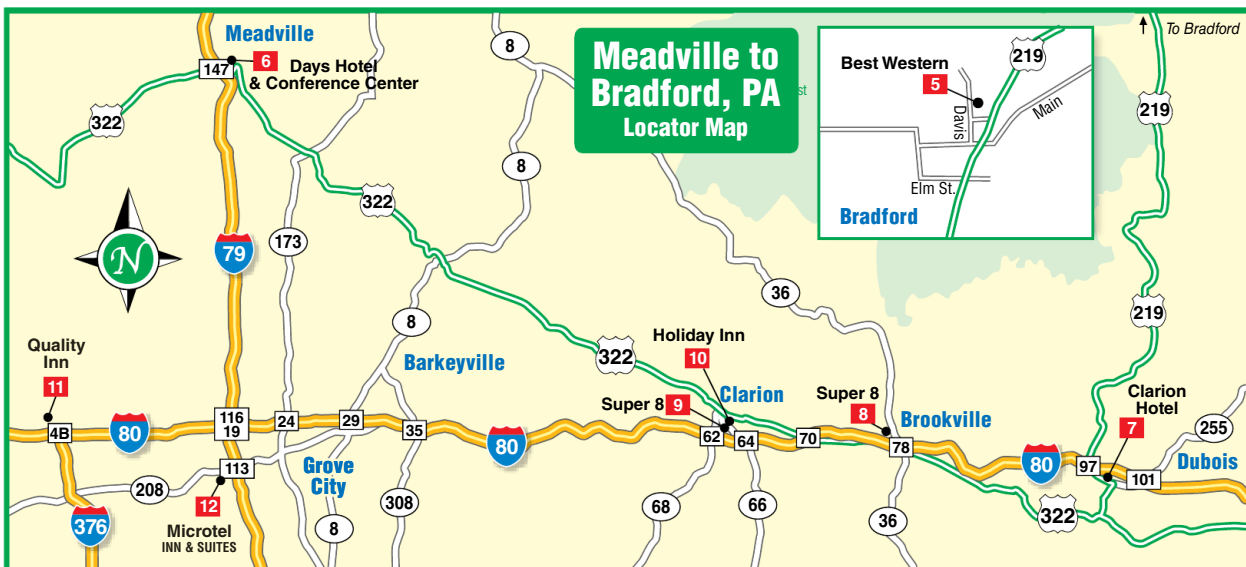 Meadville to
Bradford, PA
Locator Map
Meadville
147
6
Days Hotel
& Conference Center
322
8
8
322
173
79
N
36
8
Barkeyville
322
Quality
Inn
11
4B
80
116
19
24
29
35
80
Holiday Inn
10
Clarion
Super 8
9
62
64
70
Super 8
8
Brookville
78
80
97
Clarion
Hotel
7
101
255
Dubois
322
219
219
To Bradford
st
Best Western
5
219
Davis
Main
Elm St.
Bradford
Grove
City
113
208
12
Microtel
INN & SUITES
376
8
308
68
66
36